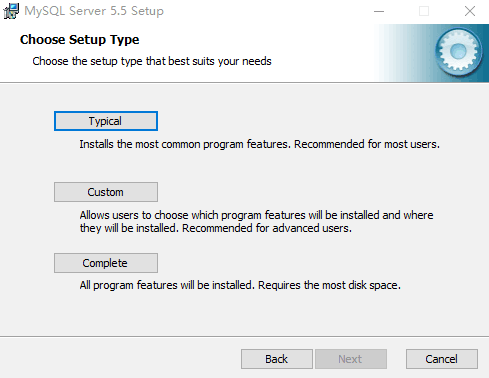 MySQL Server 5.5 Setup
Choose Setup Type
Choose the setup type that best suits your needs
Typical
Installs the most common program features. Recommended for most users.
Custom
Allows users to choose which program features will be installed and where
they will be installed. Recommended for advanced users.
Complete
All program features will be installed. Requires the most disk space.
Back Next Cancel